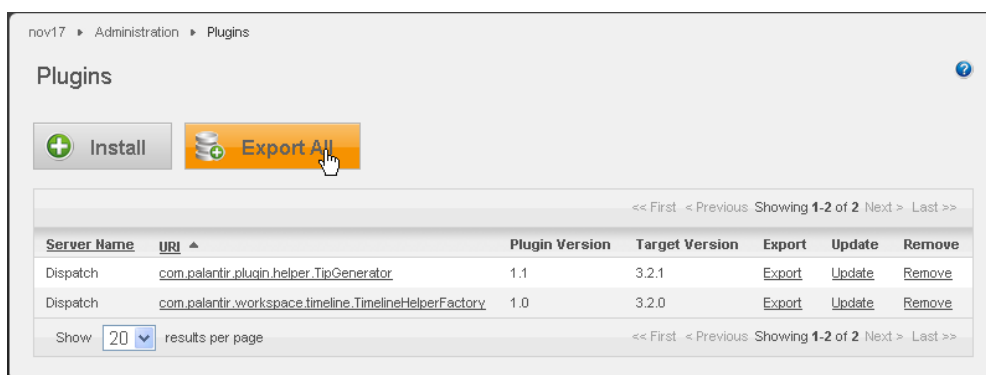 nov17 ▸ Administration ▸ Plugins
Plugins
Install Export All
<< First < Previous Showing 1-2 of 2 Next > Last >>
Server Name URI Plugin Version Target Version Export Update Remove
Dispatch com.palantir.plugin.helper.TipGenerator 1.1 3.2.1 Export Update Remove
Dispatch com.palantir.workspace.timeline.TimelineHelperFactory 1.0 3.2.0 Export Update Remove
Show 20 results per page << First < Previous Showing 1-2 of 2 Next > Last >>